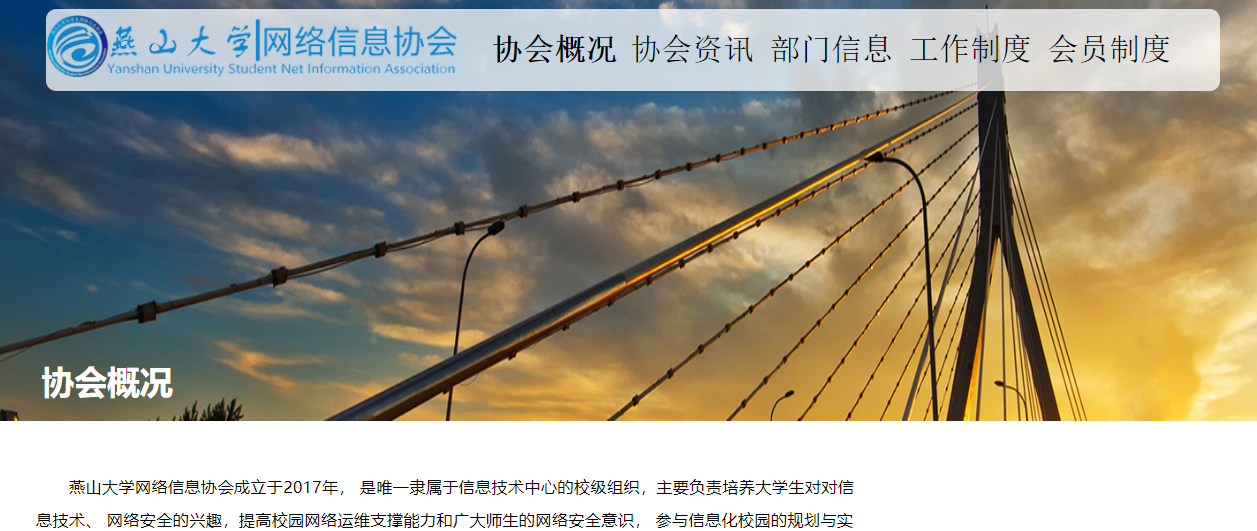 燕山大学|网络信息协会
Yanshan University Student Net Information Association
协会概况 协会资讯 部门信息 工作制度 会员制度
协会概况
燕山大学网络信息协会成立于2017年， 是唯一隶属于信息技术中心的校级组织，主要负责培养大学生对对信
息技术、 网络安全的兴趣，提高校园网络运维支撑能力和广大师生的网络安全意识， 参与信息化校园的规划与实